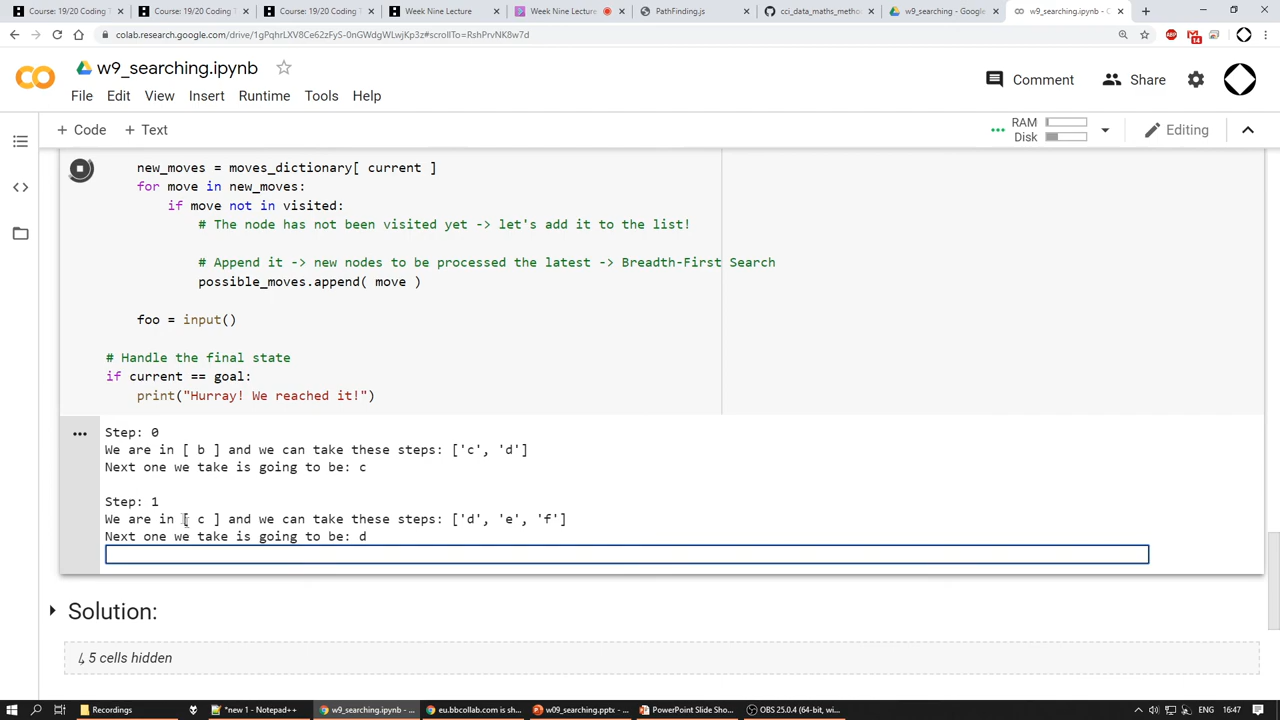 Course: 19/20 Coding T
Course: 19/20 Coding T
Course: 19/20 Coding T
Week Nine Lecture
Week Nine Lecture
PathFinding.js
cci_data_maths_metho
w9_searching - Google
w9_searching.ipynb - C
colab.research.google.com/drive/1gPqhrLXV8Ce62zFyS-0nGWdgWLwjKp3z#scrollTo=RshPrvNK8w7d
ABP
14
w9_searching.ipynb
Comment
Share
File Edit View Insert Runtime Tools Help
+ Code + Text
RAM
Disk
Editing
new_moves = moves_dictionary[ current ]
for move in new_moves:
if move not in visited:
# The node has not been visited yet -> let's add it to the list!
# Append it -> new nodes to be processed the latest -> Breadth-First Search
possible_moves.append( move )
foo = input()
# Handle the final state
if current == goal:
print("Hurray! We reached it!")
Step: 0
We are in [ b ] and we can take these steps: ['c', 'd']
Next one we take is going to be: c
Step: 1
We are in [ c ] and we can take these steps: ['d', 'e', 'f']
Next one we take is going to be: d
Solution:
5 cells hidden
Recordings
*new 1 - Notepad++
w9_searching.ipynb - ...
eu.bbcollab.com is sh...
w09_searching.pptx - ...
PowerPoint Slide Sho...
OBS 25.0.4 (64-bit, w...
ENG
16:47